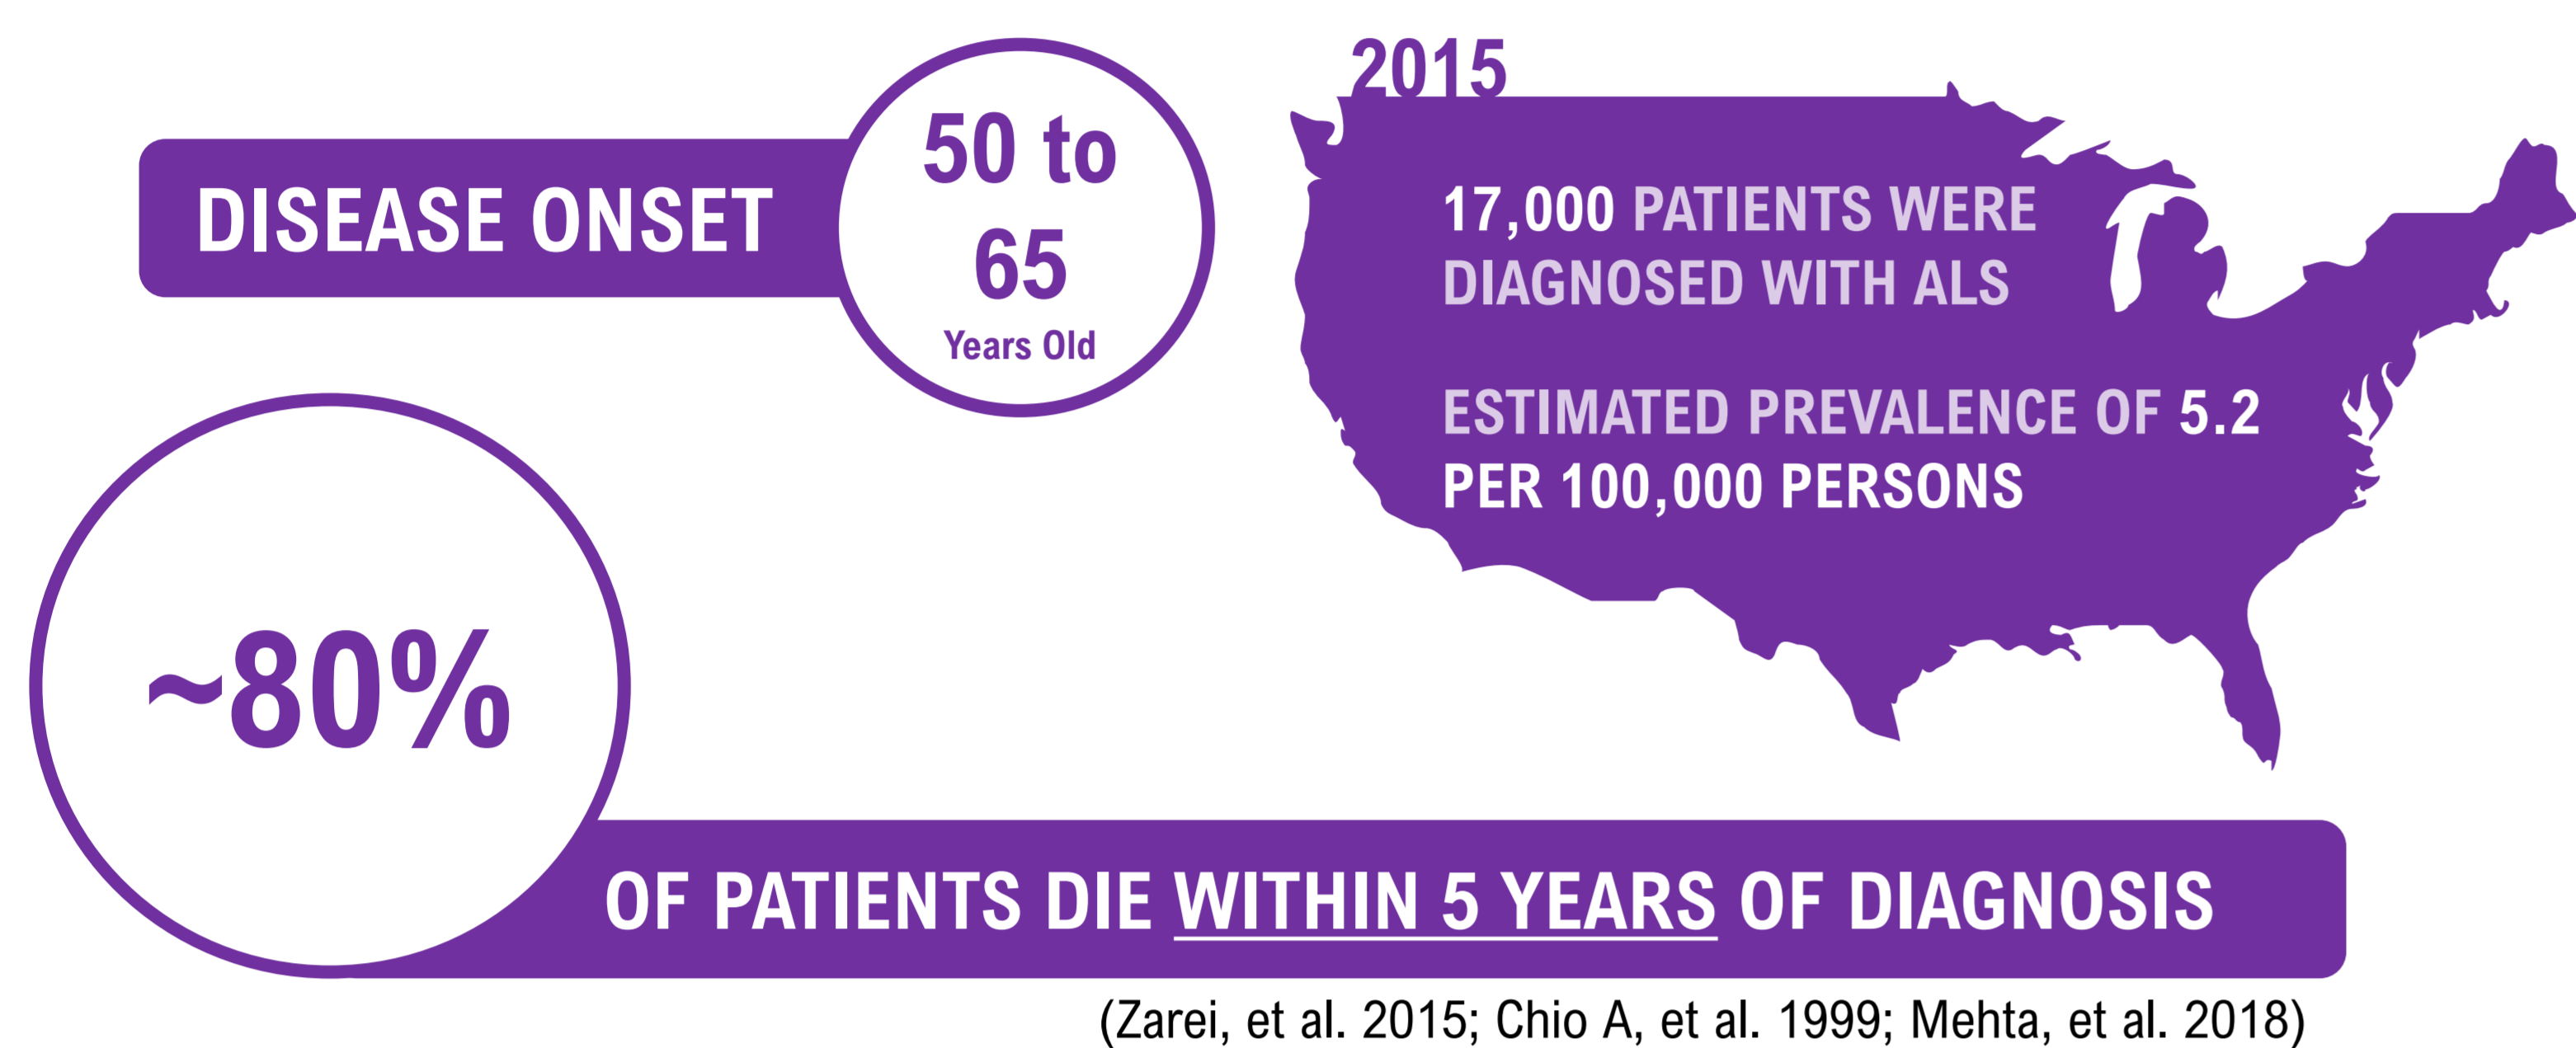 DISEASE ONSET
50 to
65
Years Old
2015
17,000 PATIENTS WERE
DIAGNOSED WITH ALS
ESTIMATED PREVALENCE OF 5.2
PER 100,000 PERSONS
~80%
OF PATIENTS DIE WITHIN 5 YEARS OF DIAGNOSIS
(Zarei, et al. 2015; Chio A, et al. 1999; Mehta, et al. 2018)